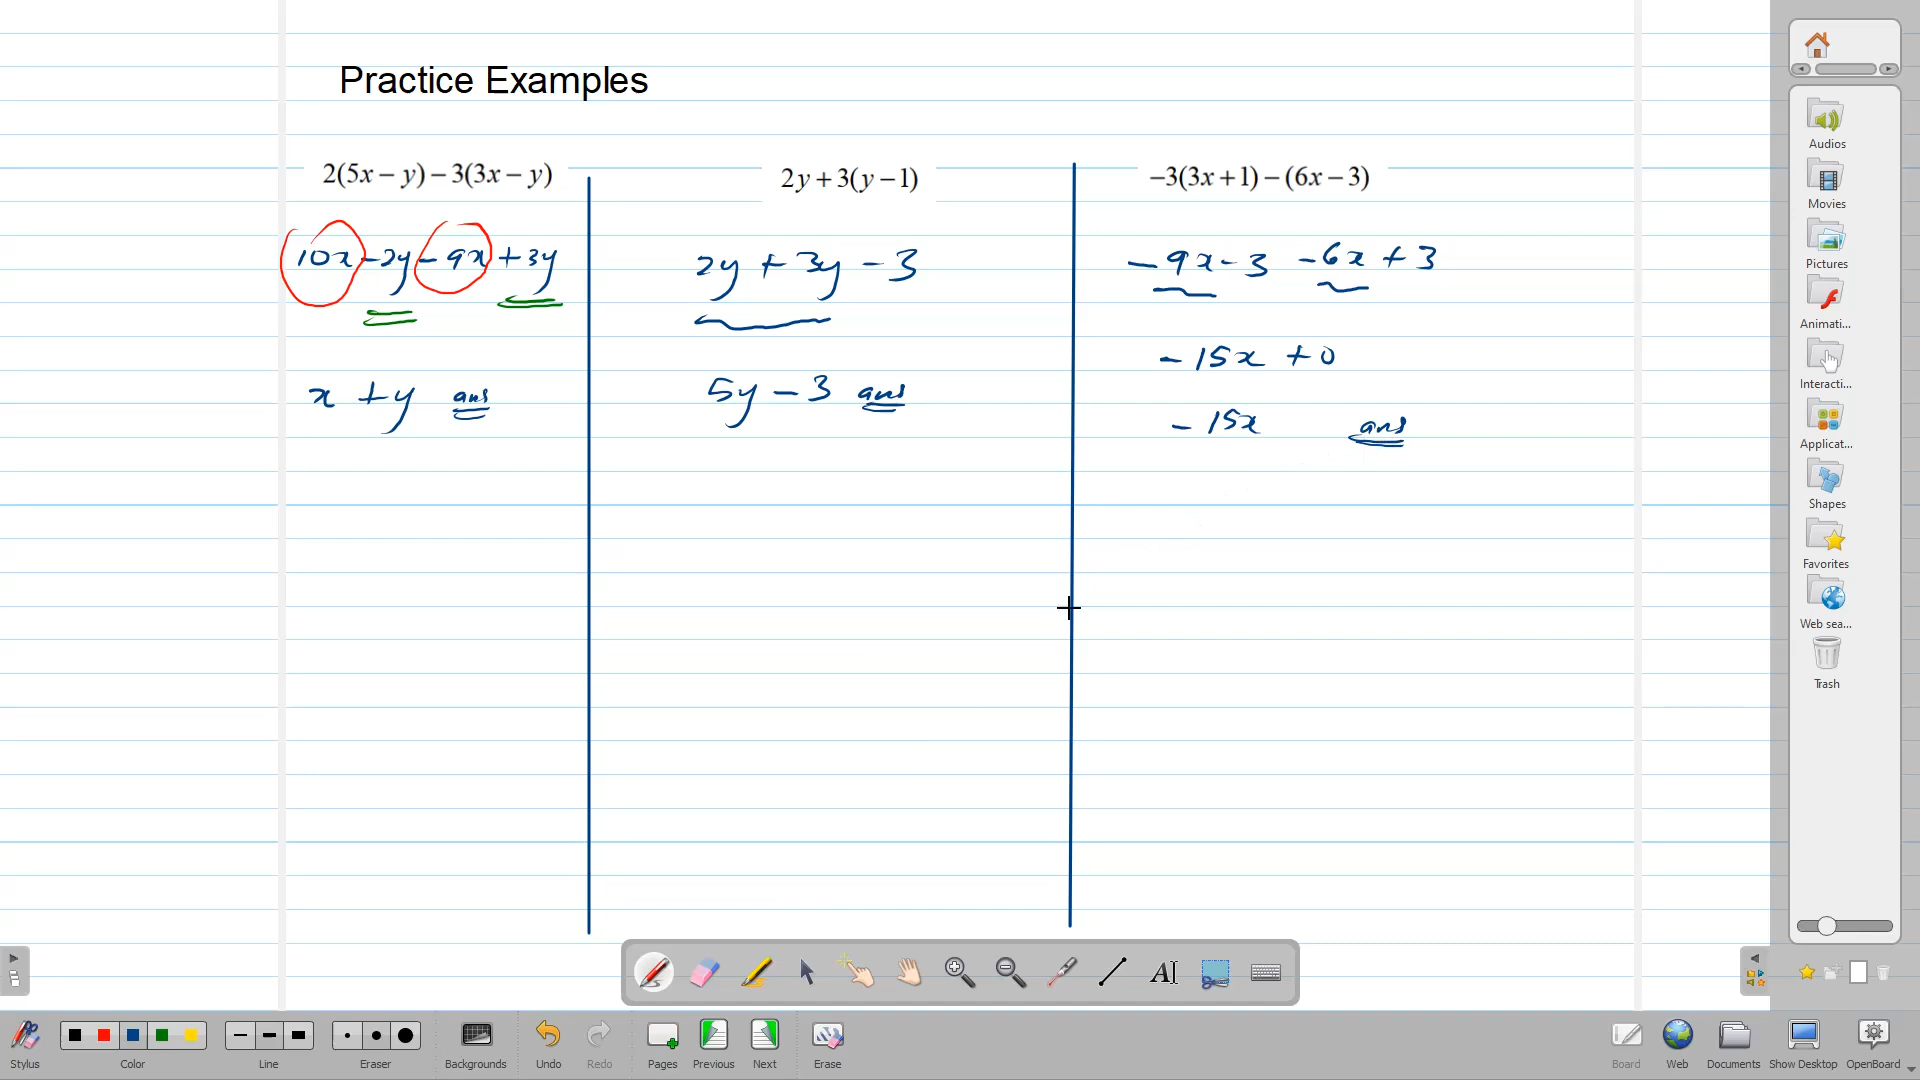 Practice Examples
2(5x − y) − 3(3x − y)
10x − 2y − 9x + 3y
x + y ans
2y + 3(y − 1)
2y + 3y − 3
5y − 3 ans
−3(3x + 1) − (6x − 3)
− 9x − 3 − 6x + 3
− 15x + 0
− 15x ans
Audios
Movies
Pictures
Animati...
Interacti...
Applicat...
Shapes
Favorites
Web sea...
Trash
Stylus
Color
Line
Eraser
Backgrounds
Undo
Redo
Pages
Previous
Next
Erase
Board
Web
Documents
Show Desktop
OpenBoard